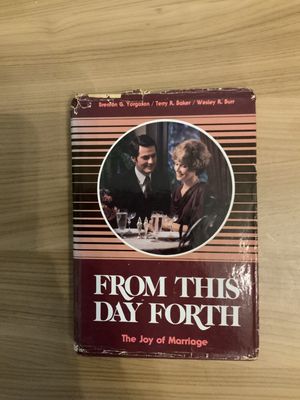 Brenton G. Yorgason / Terry R. Baker / Wesley R. Burr
FROM THIS
DAY FORTH
The Joy of Marriage